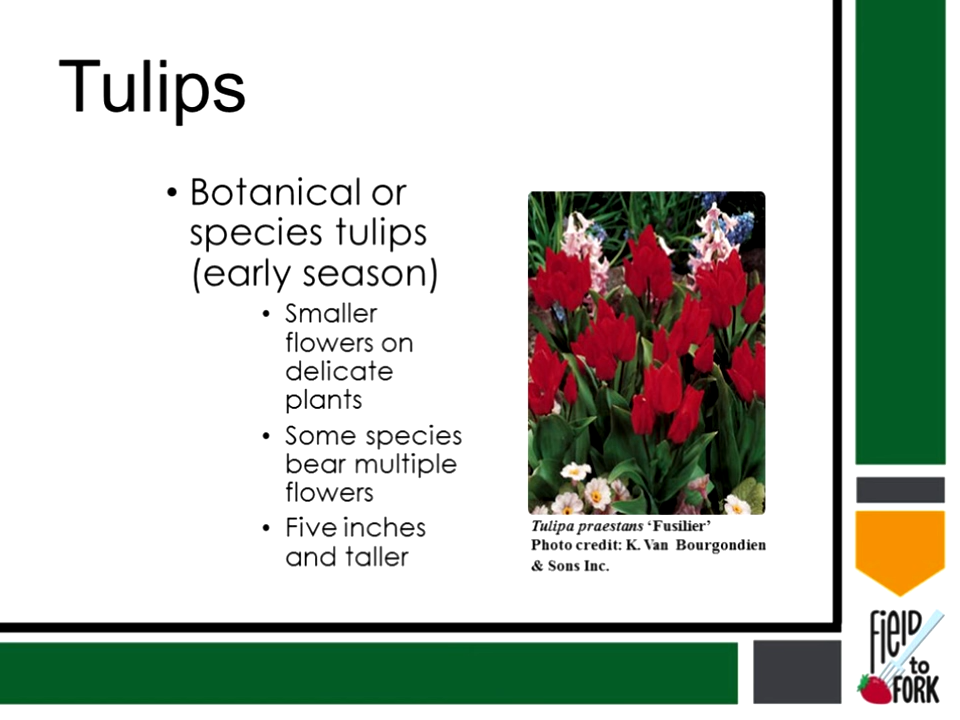 Tulips
• Botanical or
species tulips
(early season)
• Smaller
flowers on
delicate
plants
• Some species
bear multiple
flowers
• Five inches
and taller
Tulipa praestans ‘Fusilier’
Photo credit: K. Van Bourgondien
& Sons Inc.
FielD
to
FORK